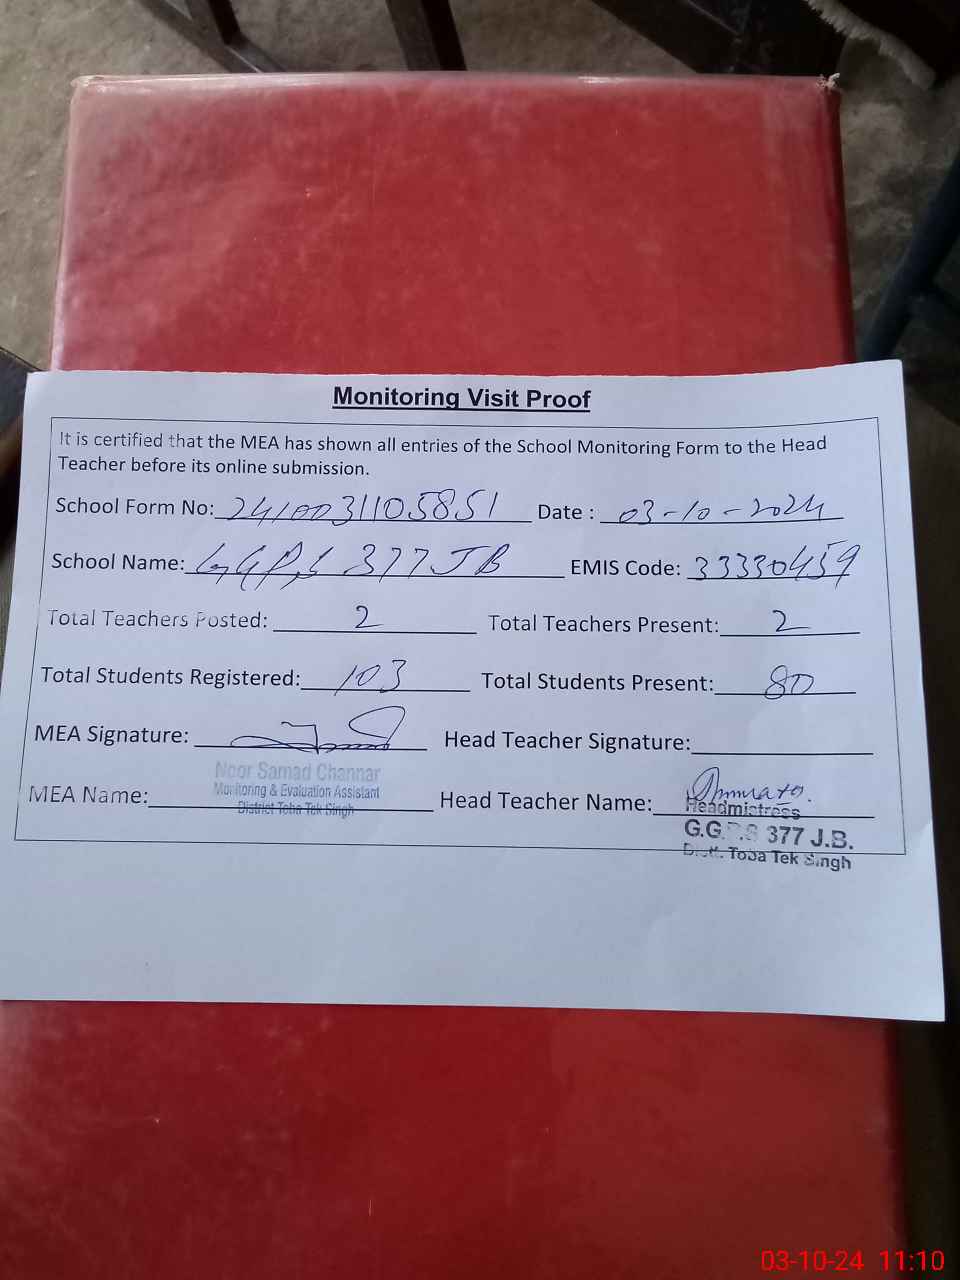 Monitoring Visit Proof
It is certified that the MEA has shown all entries of the School Monitoring Form to the Head
Teacher before its online submission.
School Form No: 2410031105851 Date : 03-10-2024
School Name: GGPS 377 JB EMIS Code: 33330459
Total Teachers Posted: 2 Total Teachers Present: 2
Total Students Registered: 103 Total Students Present: 80
MEA Signature: Head Teacher Signature:
Noor Samad Channar
Monitoring & Evaluation Assistant
District Toba Tek Singh
MEA Name: Head Teacher Name:
Headmistress
G.G.P.S 377 J.B.
Distt. Toba Tek Singh
03-10-24 11:10